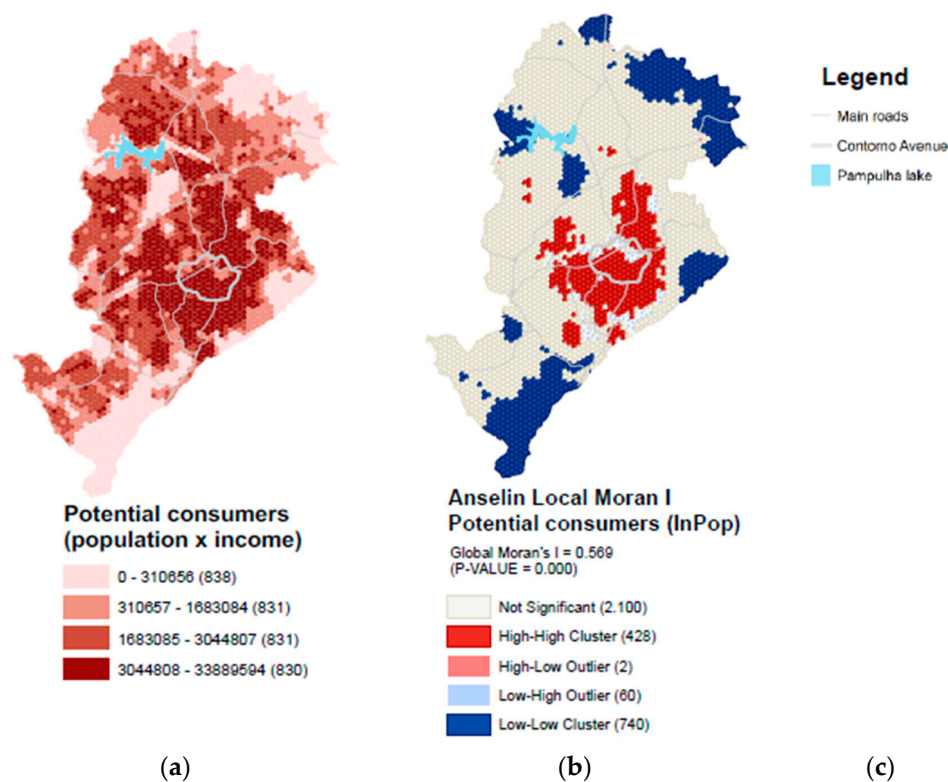 Potential consumers
(population x income)
0 - 310656 (838)
310657 - 1683084 (831)
1683085 - 3044807 (831)
3044808 - 33889594 (830)
(a)
Anselin Local Moran I
Potential consumers (InPop)
Global Moran's I = 0.569
(P-VALUE = 0.000)
Not Significant (2.100)
High-High Cluster (428)
High-Low Outlier (2)
Low-High Outlier (60)
Low-Low Cluster (740)
(b)
Legend
Main roads
Contorno Avenue
Pampulha lake
(c)